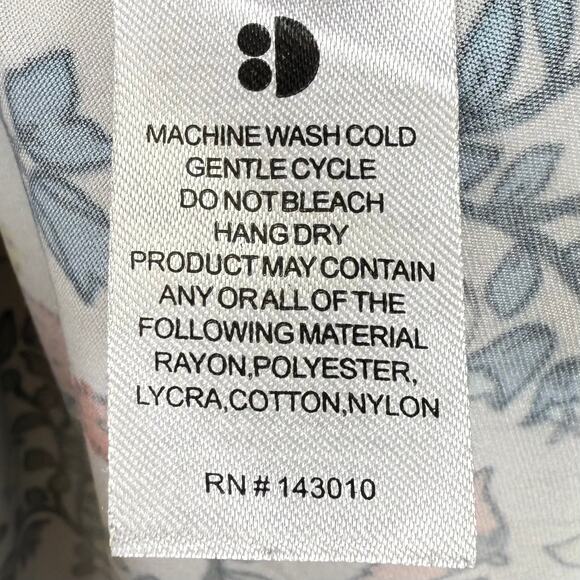 MACHINE WASH COLD
GENTLE CYCLE
DO NOT BLEACH
HANG DRY
PRODUCT MAY CONTAIN
ANY OR ALL OF THE
FOLLOWING MATERIAL
RAYON,POLYESTER,
LYCRA,COTTON,NYLON
RN # 143010